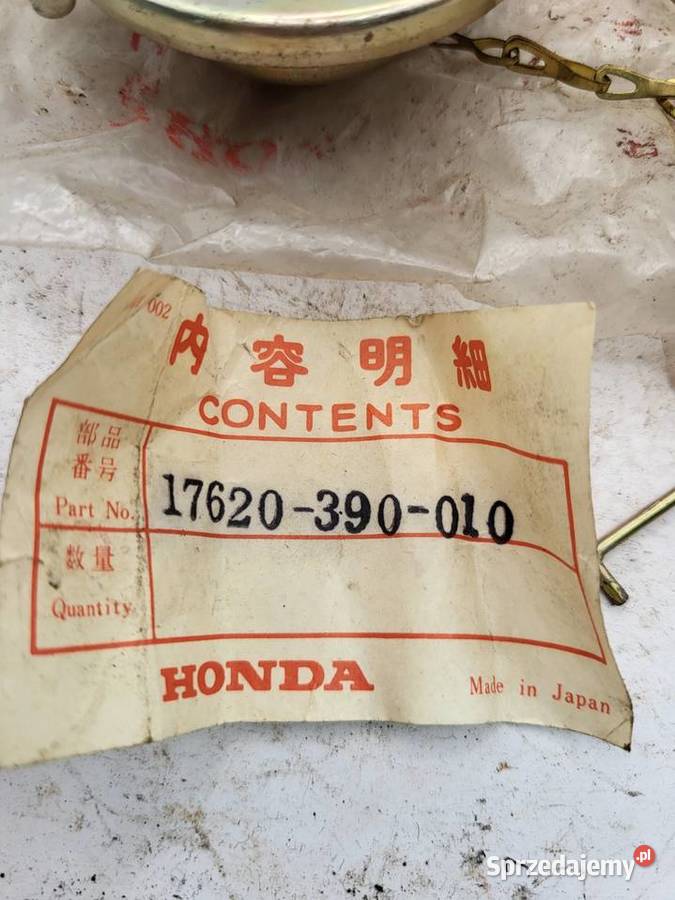 002
内容明細
CONTENTS
部品
番号
Part No.
17620-390-010
数量
Quantity
HONDA
Made in Japan
Sprzedajemy.pl